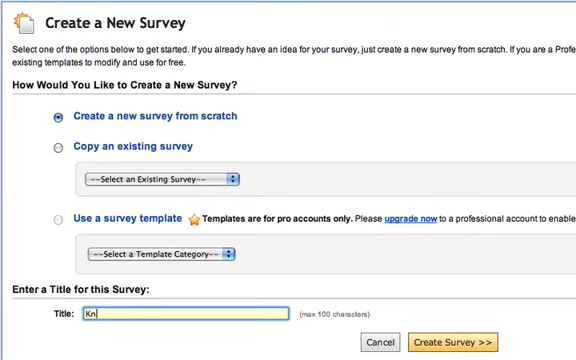 Create a New Survey
Select one of the options below to get started. If you already have an idea for your survey, just create a new survey from scratch. If you are a Profe
existing templates to modify and use for free.
How Would You Like to Create a New Survey?
Create a new survey from scratch
Copy an existing survey
--Select an Existing Survey--
Use a survey template Templates are for pro accounts only. Please upgrade now to a professional account to enable
--Select a Template Category--
Enter a Title for this Survey:
Title: Kn (max 100 characters)
Cancel Create Survey >>